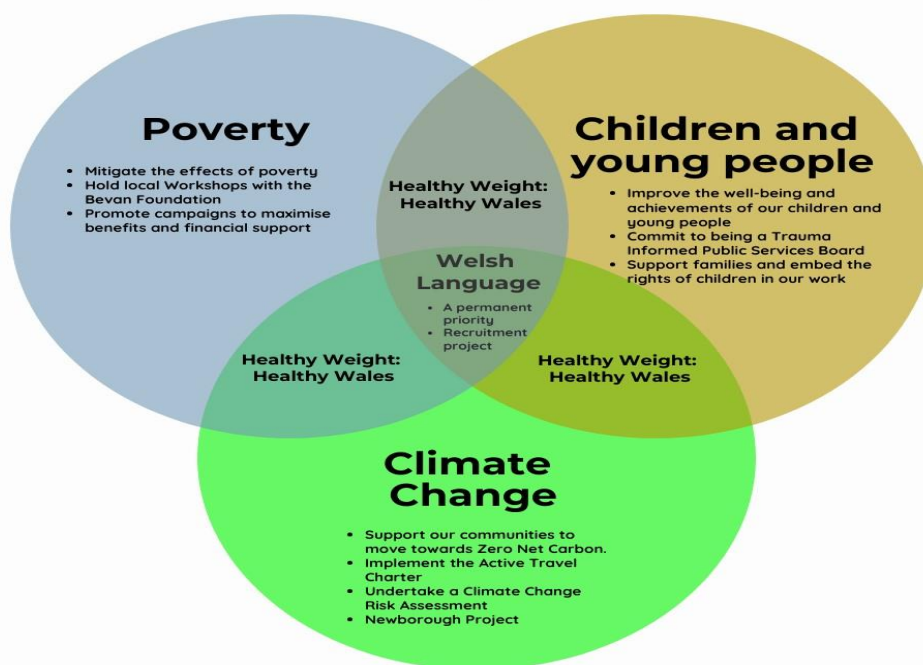 Poverty
• Mitigate the effects of poverty
• Hold local Workshops with the
Bevan Foundation
• Promote campaigns to maximise
benefits and financial support
Children and
young people
• Improve the well-being and
achievements of our children and
young people
• Commit to being a Trauma
Informed Public Services Board
• Support families and embed the
rights of children in our work
Healthy Weight:
Healthy Wales
Welsh
Language
• A permanent
priority
• Recruitment
project
Healthy Weight:
Healthy Wales
Healthy Weight:
Healthy Wales
Climate
Change
• Support our communities to
move towards Zero Net Carbon.
• Implement the Active Travel
Charter
• Undertake a Climate Change
Risk Assessment
• Newborough Project